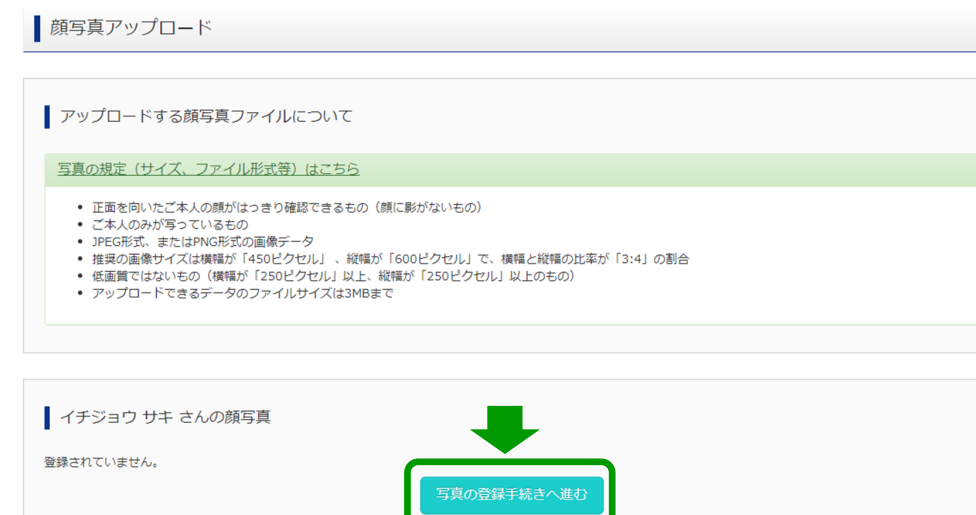 顔写真アップロード
アップロードする顔写真ファイルについて
写真の規定（サイズ、ファイル形式等）はこちら
• 正面を向いたご本人の顔がはっきり確認できるもの（顔に影がないもの）
• ご本人のみが写っているもの
• JPEG形式、またはPNG形式の画像データ
• 推奨の画像サイズは横幅が「450ピクセル」、縦幅が「600ピクセル」で、横幅と縦幅の比率が「3:4」の割合
• 低画質ではないもの（横幅が「250ピクセル」以上、縦幅が「250ピクセル」以上のもの）
• アップロードできるデータのファイルサイズは3MBまで
イチジョウ サキ さんの顔写真
登録されていません。
写真の登録手続きへ進む